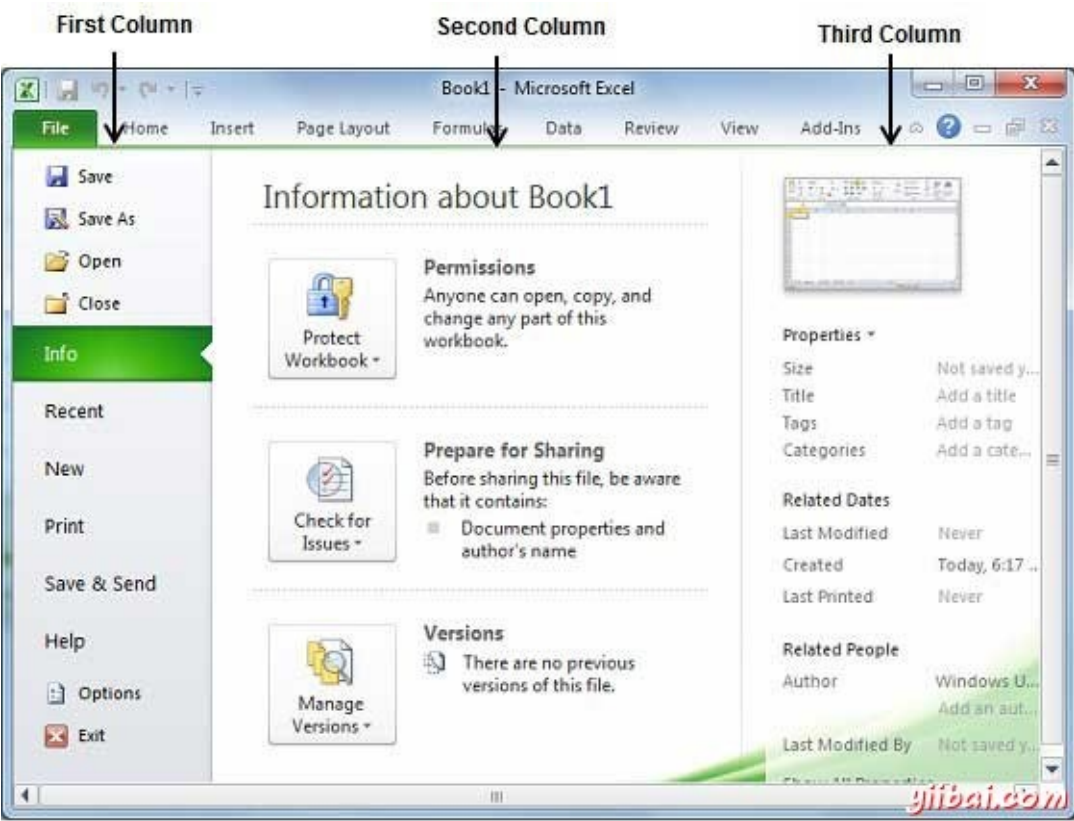 First Column
Second Column
Third Column
Book1 - Microsoft Excel
File Home Insert Page Layout Formulas Data Review View Add-Ins
Save
Save As
Open
Close
Info
Recent
New
Print
Save & Send
Help
Options
Exit
Information about Book1
Protect
Workbook
Permissions
Anyone can open, copy, and
change any part of this
workbook.
Check for
Issues
Prepare for Sharing
Before sharing this file, be aware
that it contains:
Document properties and
author's name
Manage
Versions
Versions
There are no previous
versions of this file.
Properties
Size Not saved y...
Title Add a title
Tags Add a tag
Categories Add a cate...
Related Dates
Last Modified Never
Created Today, 6:17 ...
Last Printed Never
Related People
Author Windows U...
Add an aut...
Last Modified By Not saved y...
Show All Properties
yiibai.com